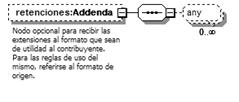 retenciones:Addenda
any
0..∞
Nodo opcional para recibir las
extensiones al formato que sean
de utilidad al contribuyente.
Para las reglas de uso del
mismo, referirse al formato de
origen.